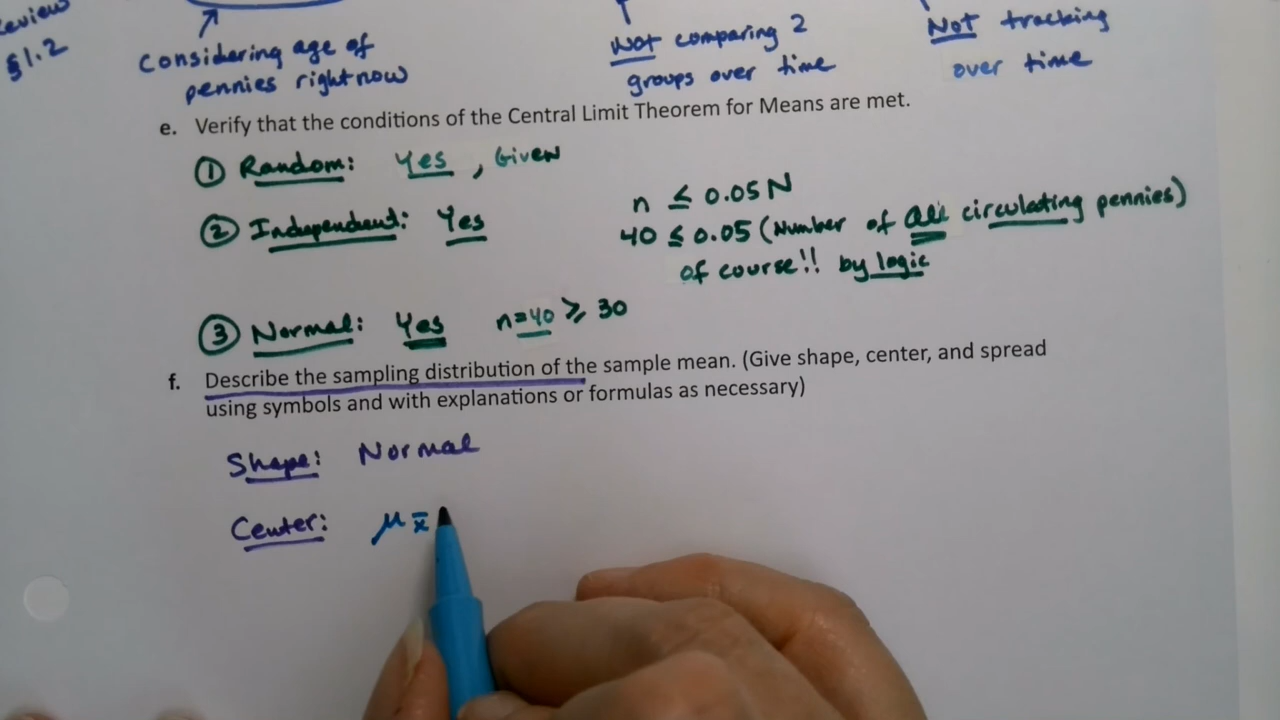 Review
§1.2
Considering age of
pennies right now
Not comparing 2
groups over time
Not tracking
over time
e. Verify that the conditions of the Central Limit Theorem for Means are met.
① Random: Yes, Given
② Independent: Yes
n ≤ 0.05N
40 ≤ 0.05 (Number of all circulating pennies)
of course!! by logic
③ Normal: Yes n=40 ≥ 30
f. Describe the sampling distribution of the sample mean. (Give shape, center, and spread
using symbols and with explanations or formulas as necessary)
Shape: Normal
Center: μx̄